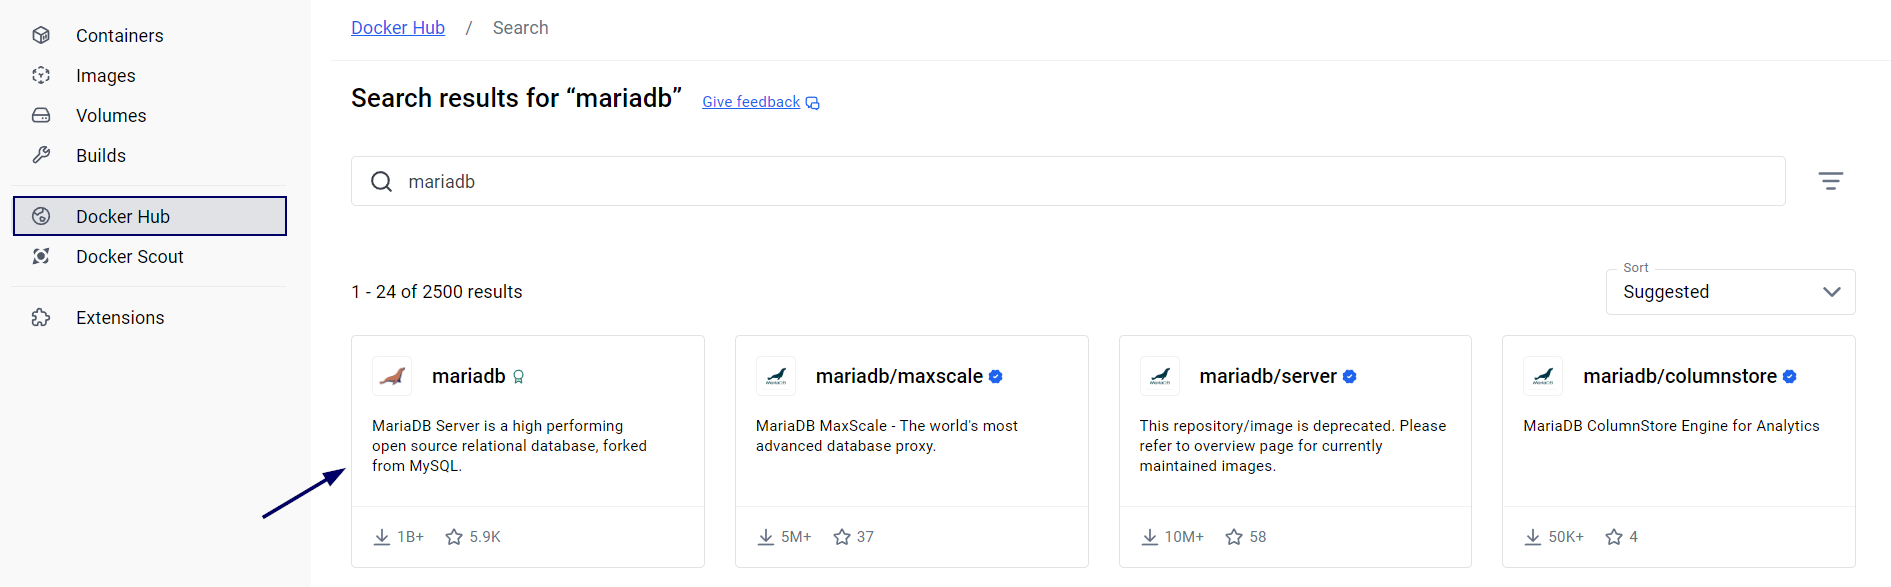 Containers
Images
Volumes
Builds
Docker Hub
Docker Scout
Extensions
Docker Hub / Search
Search results for “mariadb” Give feedback
mariadb
1 - 24 of 2500 results
Sort
Suggested
mariadb
MariaDB Server is a high performing
open source relational database, forked
from MySQL.
1B+ 5.9K
mariadb/maxscale
MariaDB MaxScale - The world's most
advanced database proxy.
5M+ 37
mariadb/server
This repository/image is deprecated. Please
refer to overview page for currently
maintained images.
10M+ 58
mariadb/columnstore
MariaDB ColumnStore Engine for Analytics
50K+ 4